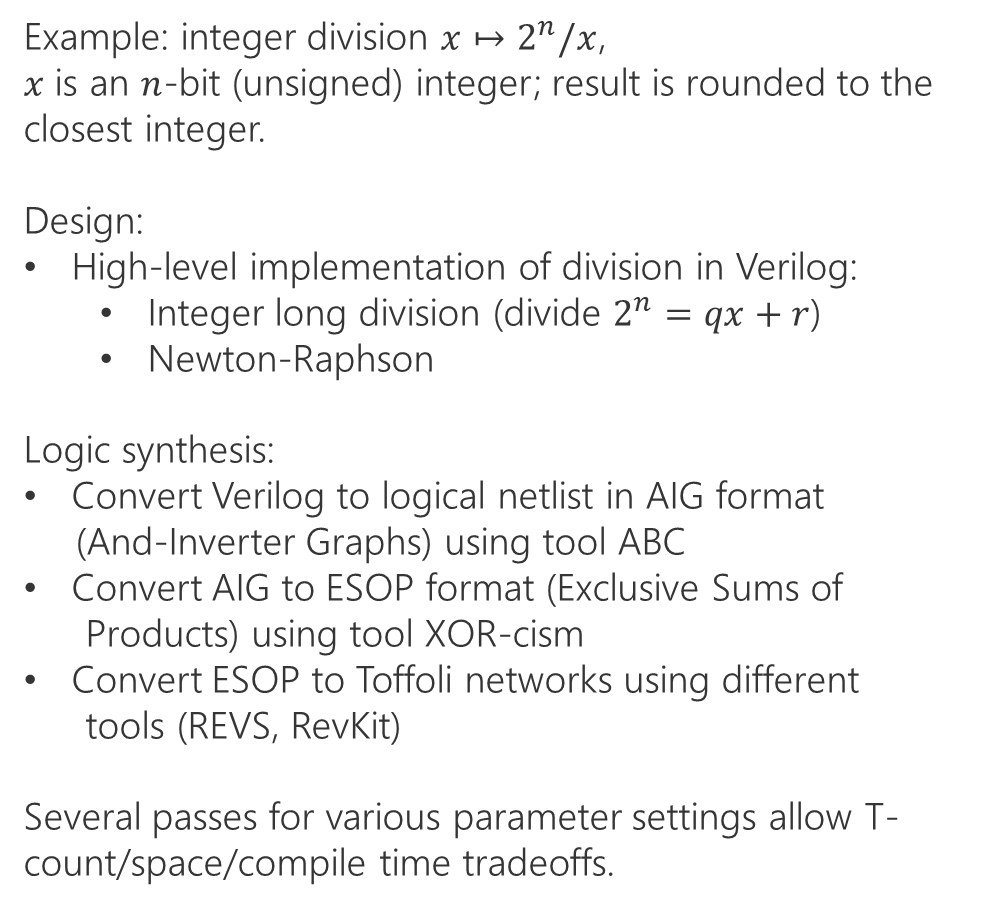 Example: integer division x ↦ 2ⁿ/x,
x is an n-bit (unsigned) integer; result is rounded to the
closest integer.
Design:
• High-level implementation of division in Verilog:
• Integer long division (divide 2ⁿ = qx + r)
• Newton-Raphson
Logic synthesis:
• Convert Verilog to logical netlist in AIG format
(And-Inverter Graphs) using tool ABC
• Convert AIG to ESOP format (Exclusive Sums of
Products) using tool XOR-cism
• Convert ESOP to Toffoli networks using different
tools (REVS, RevKit)
Several passes for various parameter settings allow T-
count/space/compile time tradeoffs.